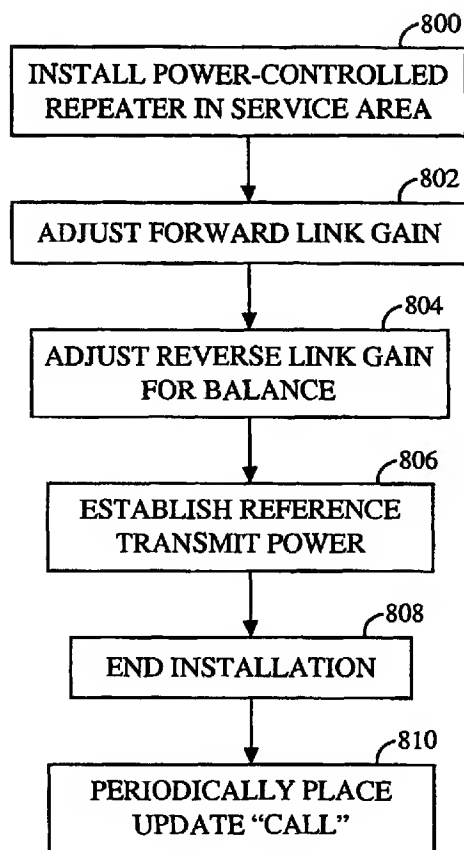 800
INSTALL POWER-CONTROLLED
REPEATER IN SERVICE AREA
802
ADJUST FORWARD LINK GAIN
804
ADJUST REVERSE LINK GAIN
FOR BALANCE
806
ESTABLISH REFERENCE
TRANSMIT POWER
808
END INSTALLATION
810
PERIODICALLY PLACE
UPDATE “CALL”